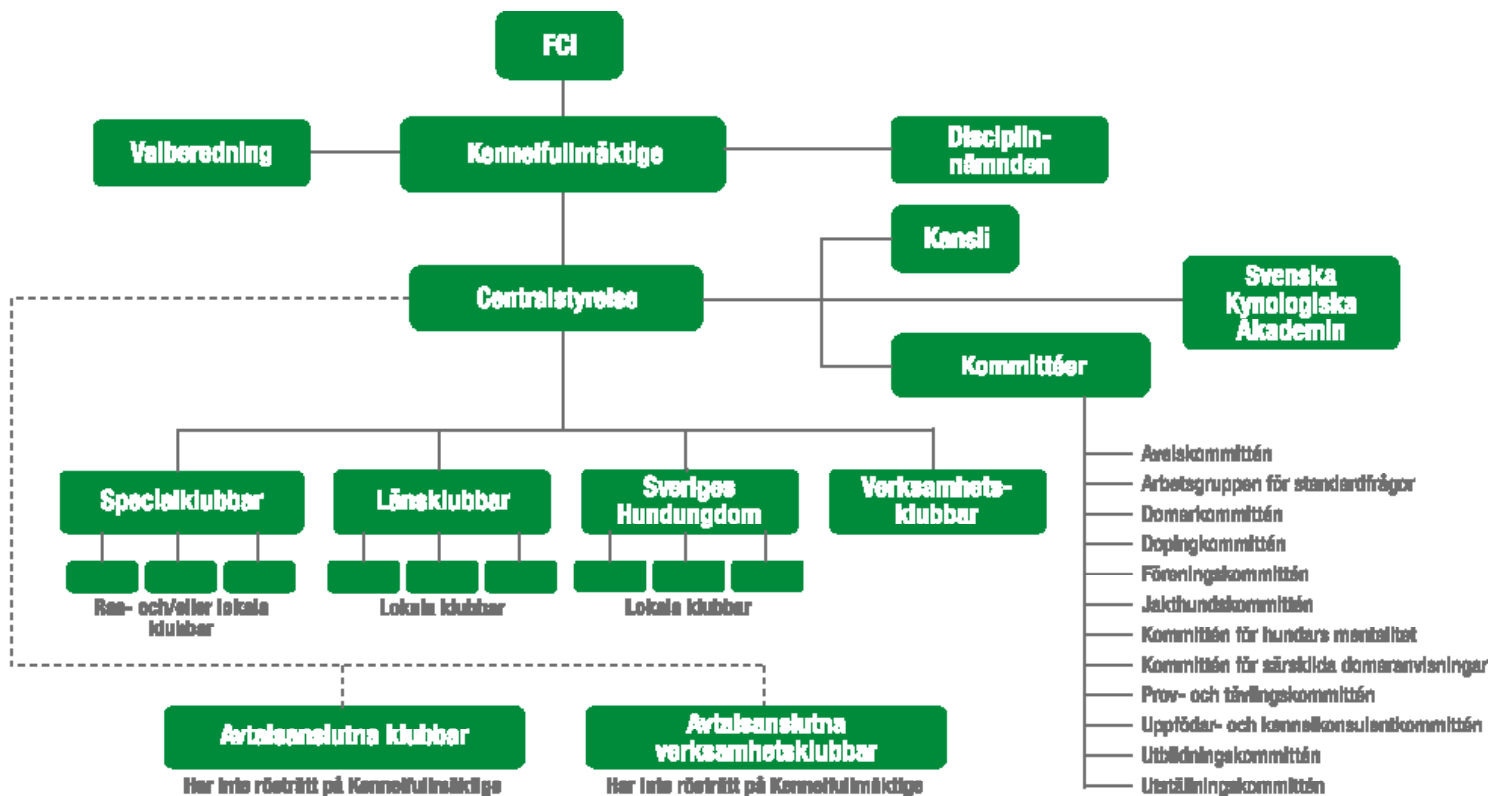 FCI
Valberedning
Kennelfullmäktige
Disciplin-
nämnden
Kansli
Centralstyrelse
Svenska
Kynologiska
Akademin
Kommittéer
Avelskommittén
Arbetsgruppen för standardfrågor
Domarkommittén
Dopingkommittén
Föreningskommittén
Jakthundskommittén
Kommittén för hundars mentalitet
Kommittén för särskilda domaranvisningar
Prov- och tävlingskommittén
Uppfödar- och kennelkonsulentkommittén
Utbildningskommittén
Utställningskommittén
Specialklubbar
Länsklubbar
Sveriges
Hundungdom
Verksamhets-
klubbar
Ras- och/eller lokala
klubbar
Lokala klubbar
Lokala klubbar
Avtalsanslutna klubbar
Har inte rösträtt på Kennelfullmäktige
Avtalsanslutna
verksamhetsklubbar
Har inte rösträtt på Kennelfullmäktige